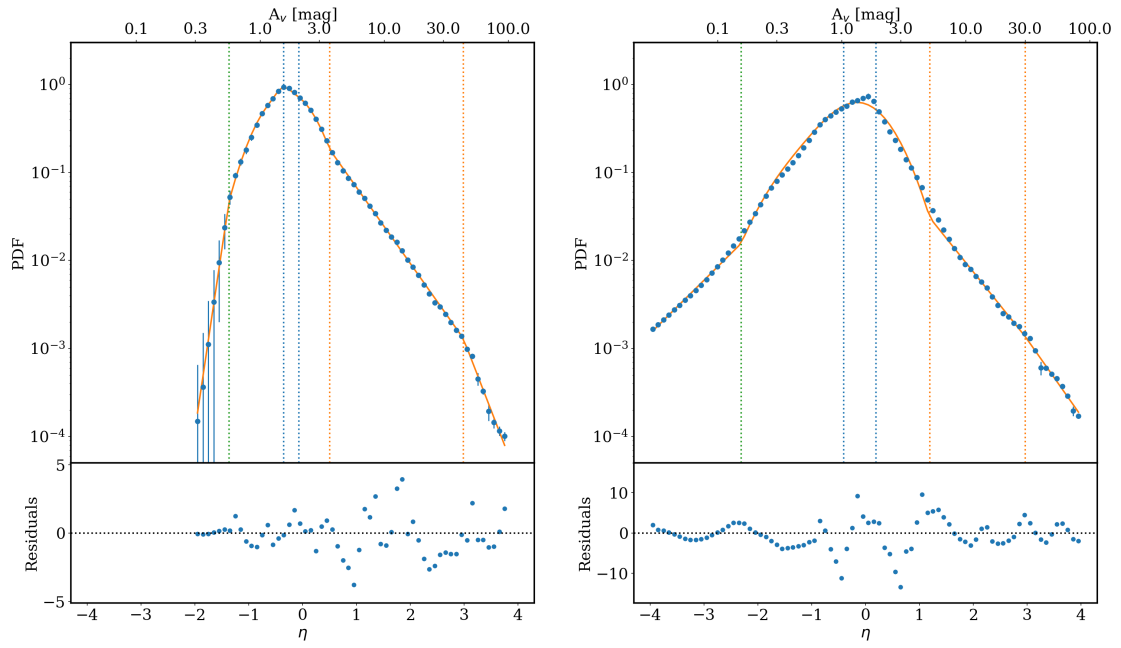 A_v [mag]
0.1 0.3 1.0 3.0 10.0 30.0 100.0
PDF
10^0
10^{-1}
10^{-2}
10^{-3}
10^{-4}
Residuals
5
0
−5
−4 −3 −2 −1 0 1 2 3 4
η
A_v [mag]
0.1 0.3 1.0 3.0 10.0 30.0 100.0
PDF
10^0
10^{-1}
10^{-2}
10^{-3}
10^{-4}
Residuals
10
0
−10
−4 −3 −2 −1 0 1 2 3 4
η